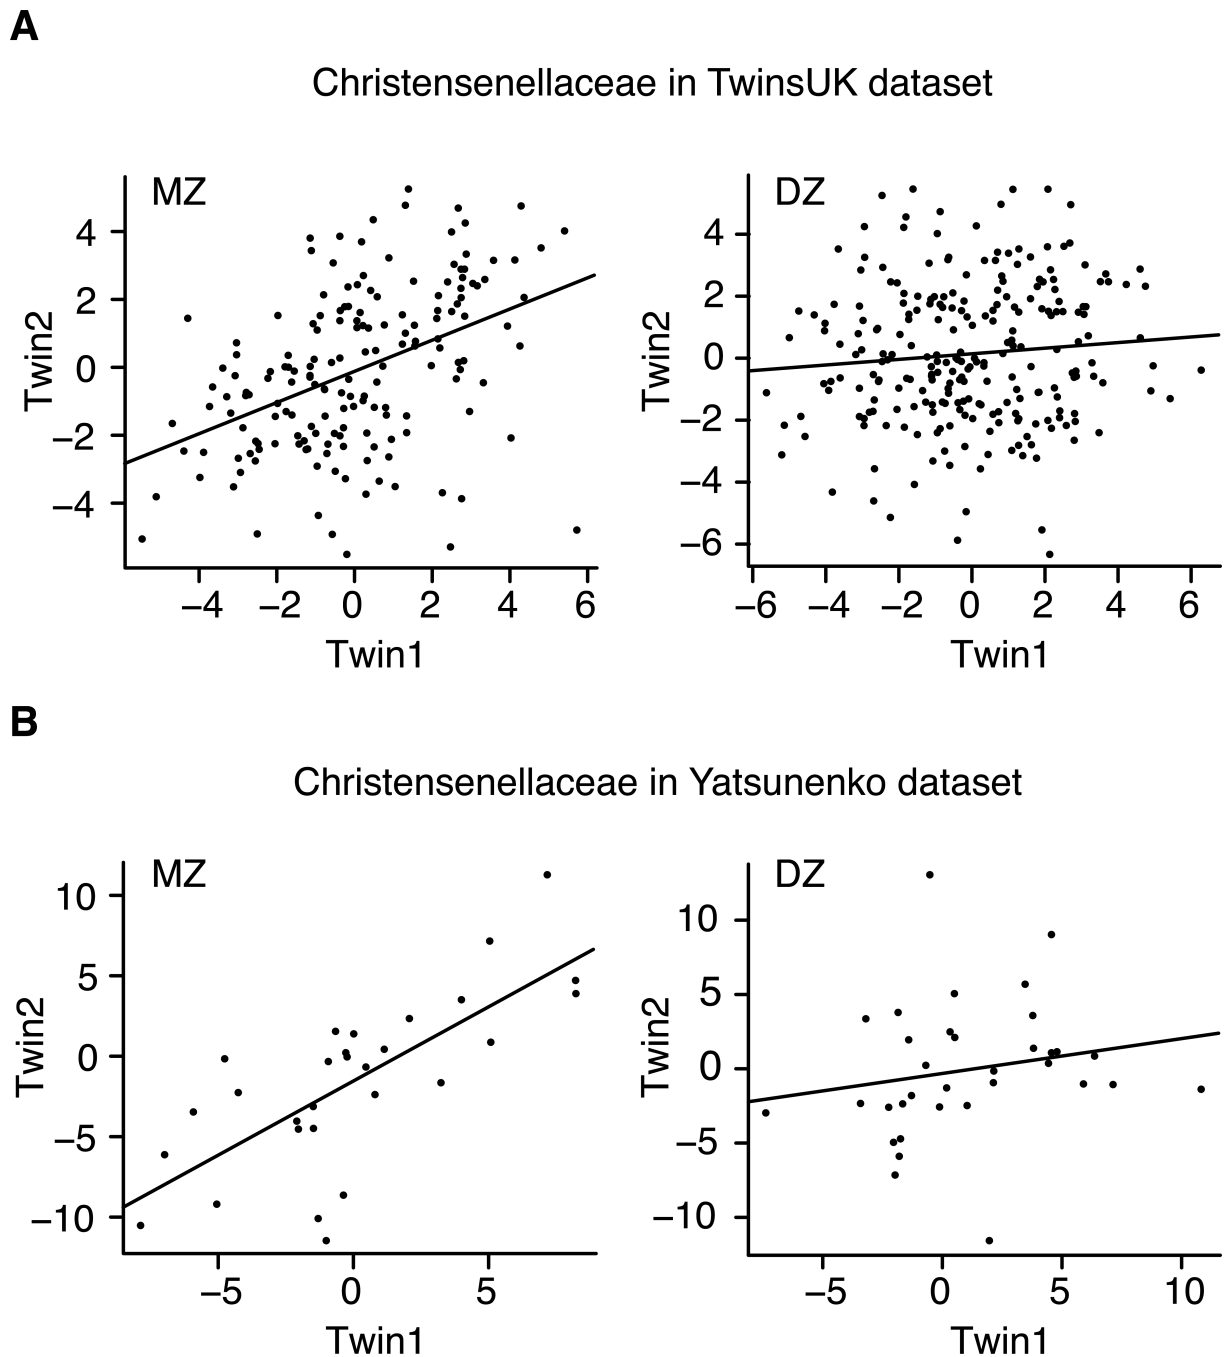 A
Christensenellaceae in TwinsUK dataset
MZ
4
2
0
−2
−4
Twin2
−4 −2 0 2 4 6
Twin1
DZ
4
2
0
−2
−4
−6
Twin2
−6 −4 −2 0 2 4 6
Twin1
B
Christensenellaceae in Yatsunenko dataset
MZ
10
5
0
−5
−10
Twin2
−5 0 5
Twin1
DZ
10
5
0
−5
−10
Twin2
−5 0 5 10
Twin1